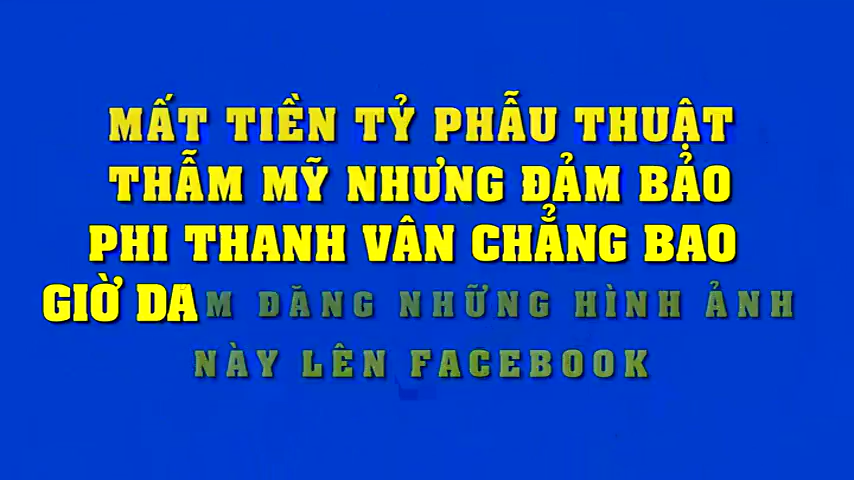 MẤT TIỀN TỶ PHẪU THUẬT
THẪM MỸ NHƯNG ĐẢM BẢO
PHI THANH VÂN CHẲNG BAO
GIỜ DAM ĐĂNG NHỮNG HÌNH ẢNH
NÀY LÊN FACEBOOK